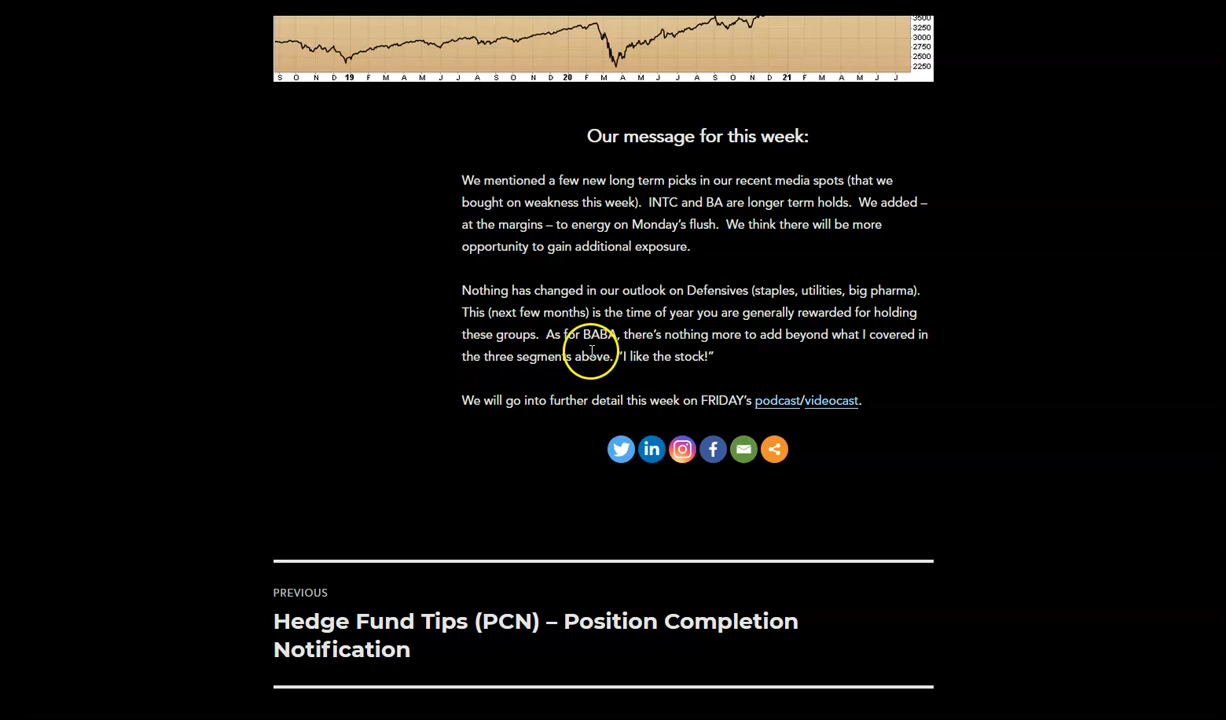 3500
3250
3000
2750
2500
2250
S O N D 19 F M A M J J A S O N D 20 F M A M J J A S O N D 21 F M A M J J
Our message for this week:
We mentioned a few new long term picks in our recent media spots (that we
bought on weakness this week).  INTC and BA are longer term holds.  We added –
at the margins – to energy on Monday's flush.  We think there will be more
opportunity to gain additional exposure.
Nothing has changed in our outlook on Defensives (staples, utilities, big pharma).
This (next few months) is the time of year you are generally rewarded for holding
these groups.  As for BABA, there's nothing more to add beyond what I covered in
the three segments above. "I like the stock!"
We will go into further detail this week on FRIDAY's podcast/videocast.
in
f
PREVIOUS
Hedge Fund Tips (PCN) – Position Completion
Notification